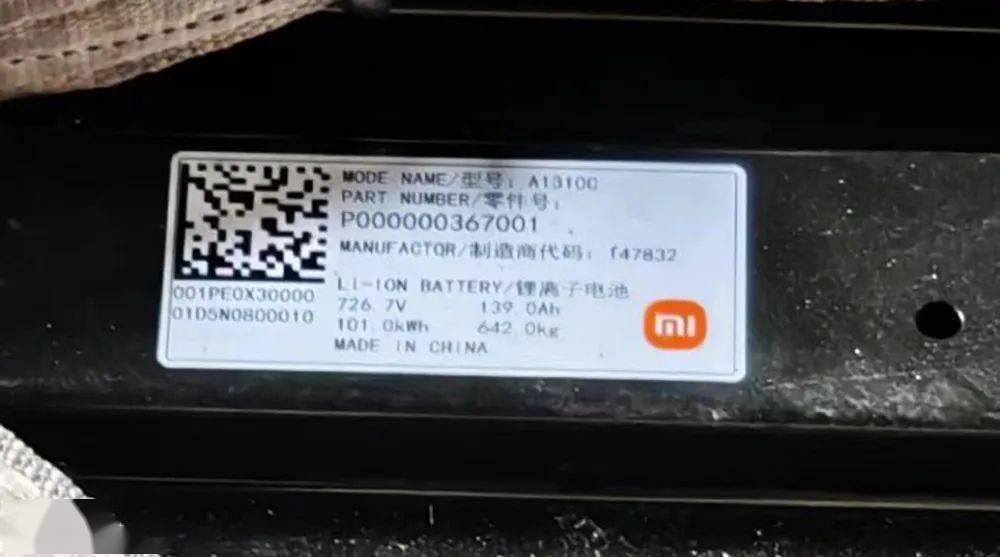 MODE NAME/型号: A1310C
PART NUMBER/零件号:
P0000000367001
MANUFACTOR/制造商代码: f47832
001PE0X30000
01D5N0800010
LI-ION BATTERY/锂离子电池
726.7V 139.0Ah
101.0kWh 642.0kg
MADE IN CHINA
mi